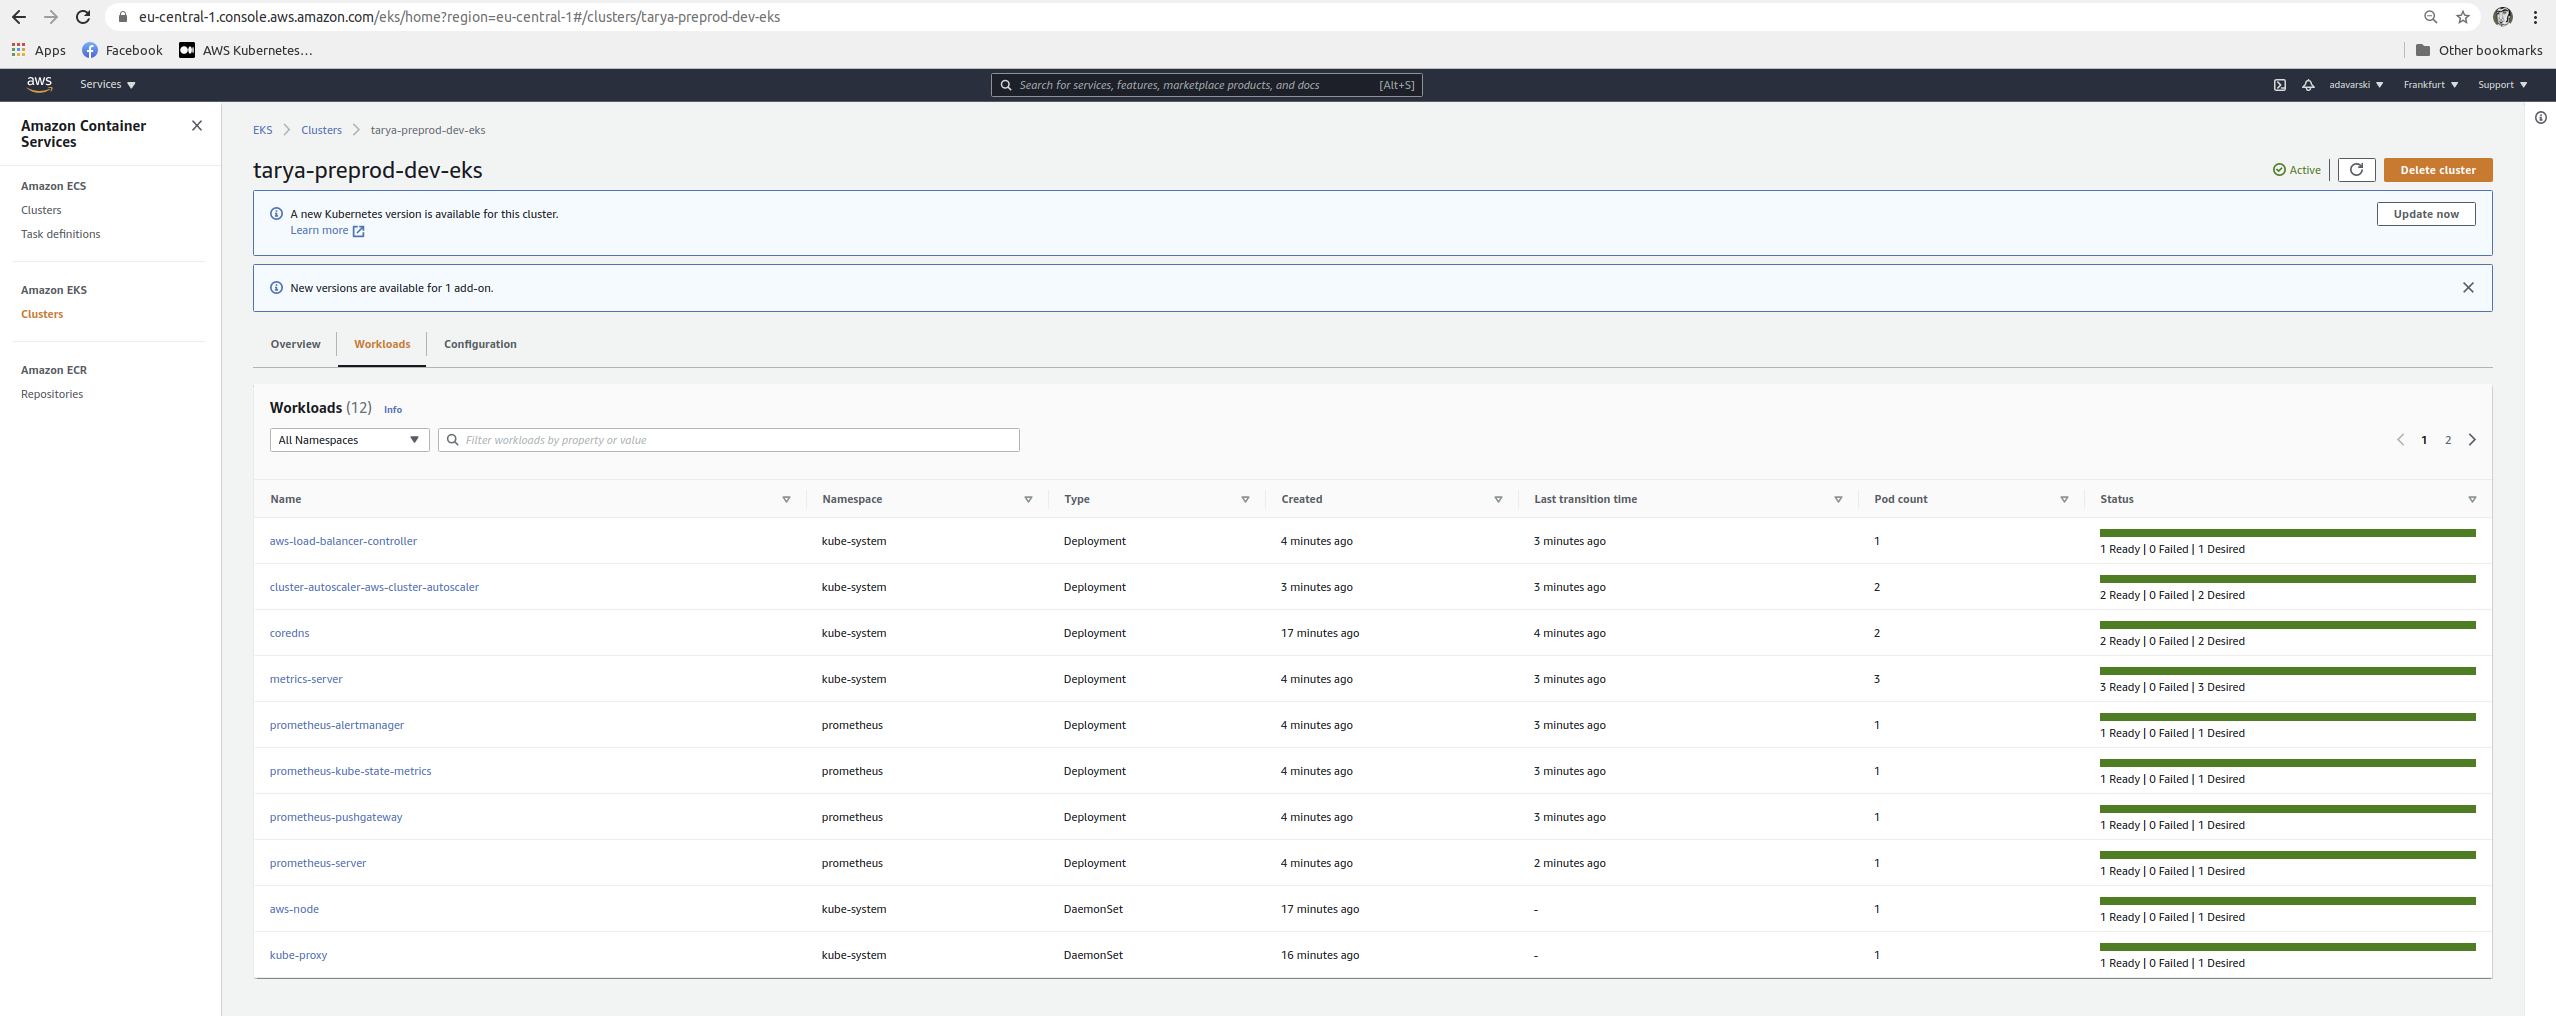 eu-central-1.console.aws.amazon.com/eks/home?region=eu-central-1#/clusters/tarya-preprod-dev-eks
Apps Facebook AWS Kubernetes... Other bookmarks
aws Services Search for services, features, marketplace products, and docs [Alt+S] adavarski Frankfurt Support
Amazon Container
Services
Amazon ECS
Clusters
Task definitions
Amazon EKS
Clusters
Amazon ECR
Repositories
EKS Clusters tarya-preprod-dev-eks
tarya-preprod-dev-eks Active Delete cluster
A new Kubernetes version is available for this cluster. Update now
Learn more
New versions are available for 1 add-on.
Overview Workloads Configuration
Workloads (12) Info
All Namespaces Filter workloads by property or value 1 2
Name Namespace Type Created Last transition time Pod count Status
aws-load-balancer-controller kube-system Deployment 4 minutes ago 3 minutes ago 1 1 Ready | 0 Failed | 1 Desired
cluster-autoscaler-aws-cluster-autoscaler kube-system Deployment 3 minutes ago 3 minutes ago 2 2 Ready | 0 Failed | 2 Desired
coredns kube-system Deployment 17 minutes ago 4 minutes ago 2 2 Ready | 0 Failed | 2 Desired
metrics-server kube-system Deployment 4 minutes ago 3 minutes ago 3 3 Ready | 0 Failed | 3 Desired
prometheus-alertmanager prometheus Deployment 4 minutes ago 3 minutes ago 1 1 Ready | 0 Failed | 1 Desired
prometheus-kube-state-metrics prometheus Deployment 4 minutes ago 3 minutes ago 1 1 Ready | 0 Failed | 1 Desired
prometheus-pushgateway prometheus Deployment 4 minutes ago 3 minutes ago 1 1 Ready | 0 Failed | 1 Desired
prometheus-server prometheus Deployment 4 minutes ago 2 minutes ago 1 1 Ready | 0 Failed | 1 Desired
aws-node kube-system DaemonSet 17 minutes ago - 1 1 Ready | 0 Failed | 1 Desired
kube-proxy kube-system DaemonSet 16 minutes ago - 1 1 Ready | 0 Failed | 1 Desired